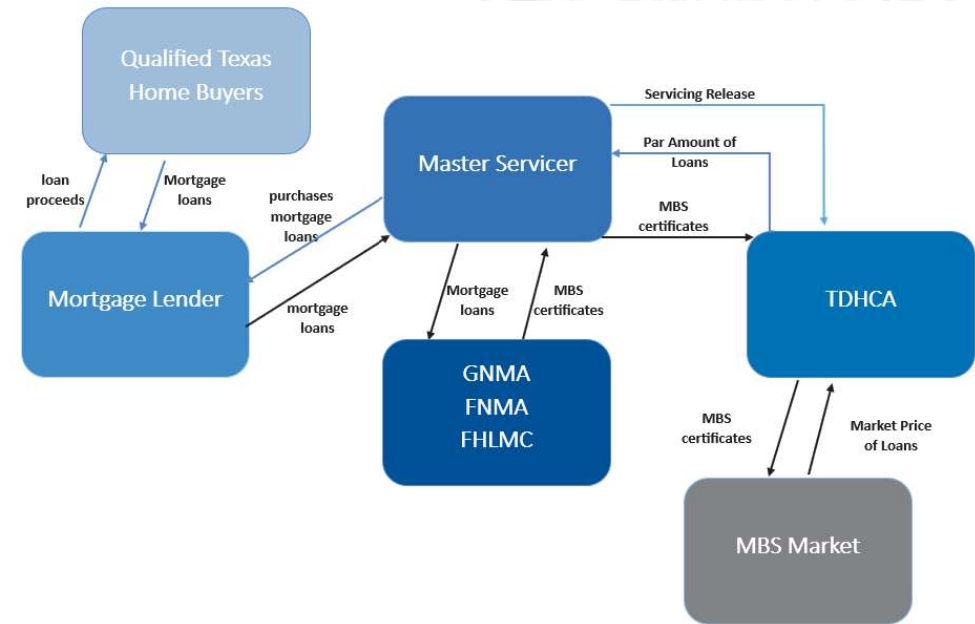 Qualified Texas
Home Buyers
loan
proceeds
Mortgage
loans
Mortgage Lender
purchases
mortgage
loans
mortgage
loans
Master Servicer
Servicing Release
Par Amount of
Loans
MBS
certificates
TDHCA
Mortgage
loans
MBS
certificates
GNMA
FNMA
FHLMC
MBS
certificates
Market Price
of Loans
MBS Market